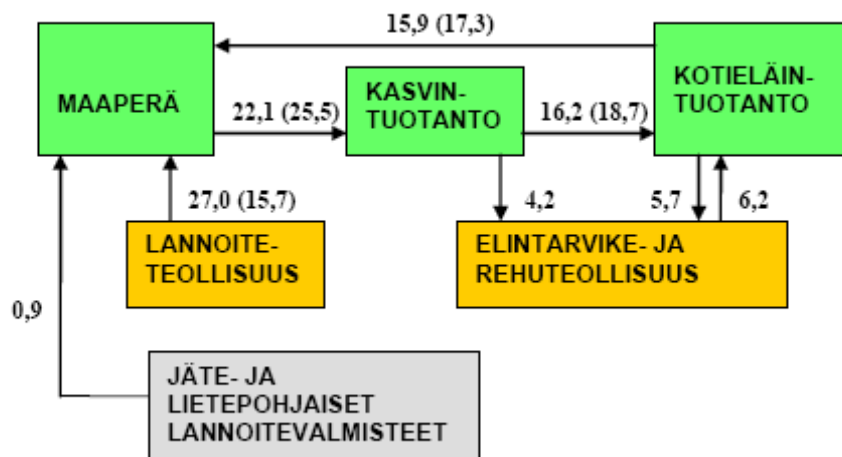 15,9 (17,3)
MAAPERÄ
22,1 (25,5)
KASVIN-
TUOTANTO
16,2 (18,7)
KOTIELÄIN-
TUOTANTO
27,0 (15,7)
4,2
5,7
6,2
LANNOITE-
TEOLLISUUS
ELINTARVIKE- JA
REHUTEOLLISUUS
0,9
JÄTE- JA
LIETEPOHJAISET
LANNOITEVALMISTEET